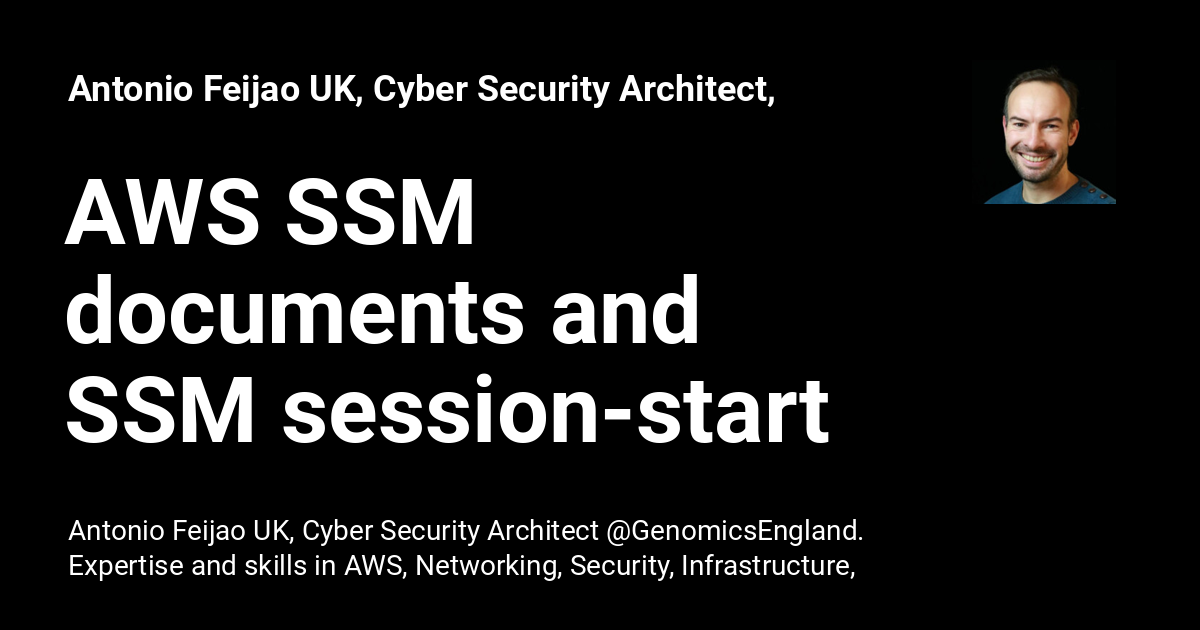 Antonio Feijao UK, Cyber Security Architect,
AWS SSM
documents and
SSM session-start
Antonio Feijao UK, Cyber Security Architect @GenomicsEngland.
Expertise and skills in AWS, Networking, Security, Infrastructure,